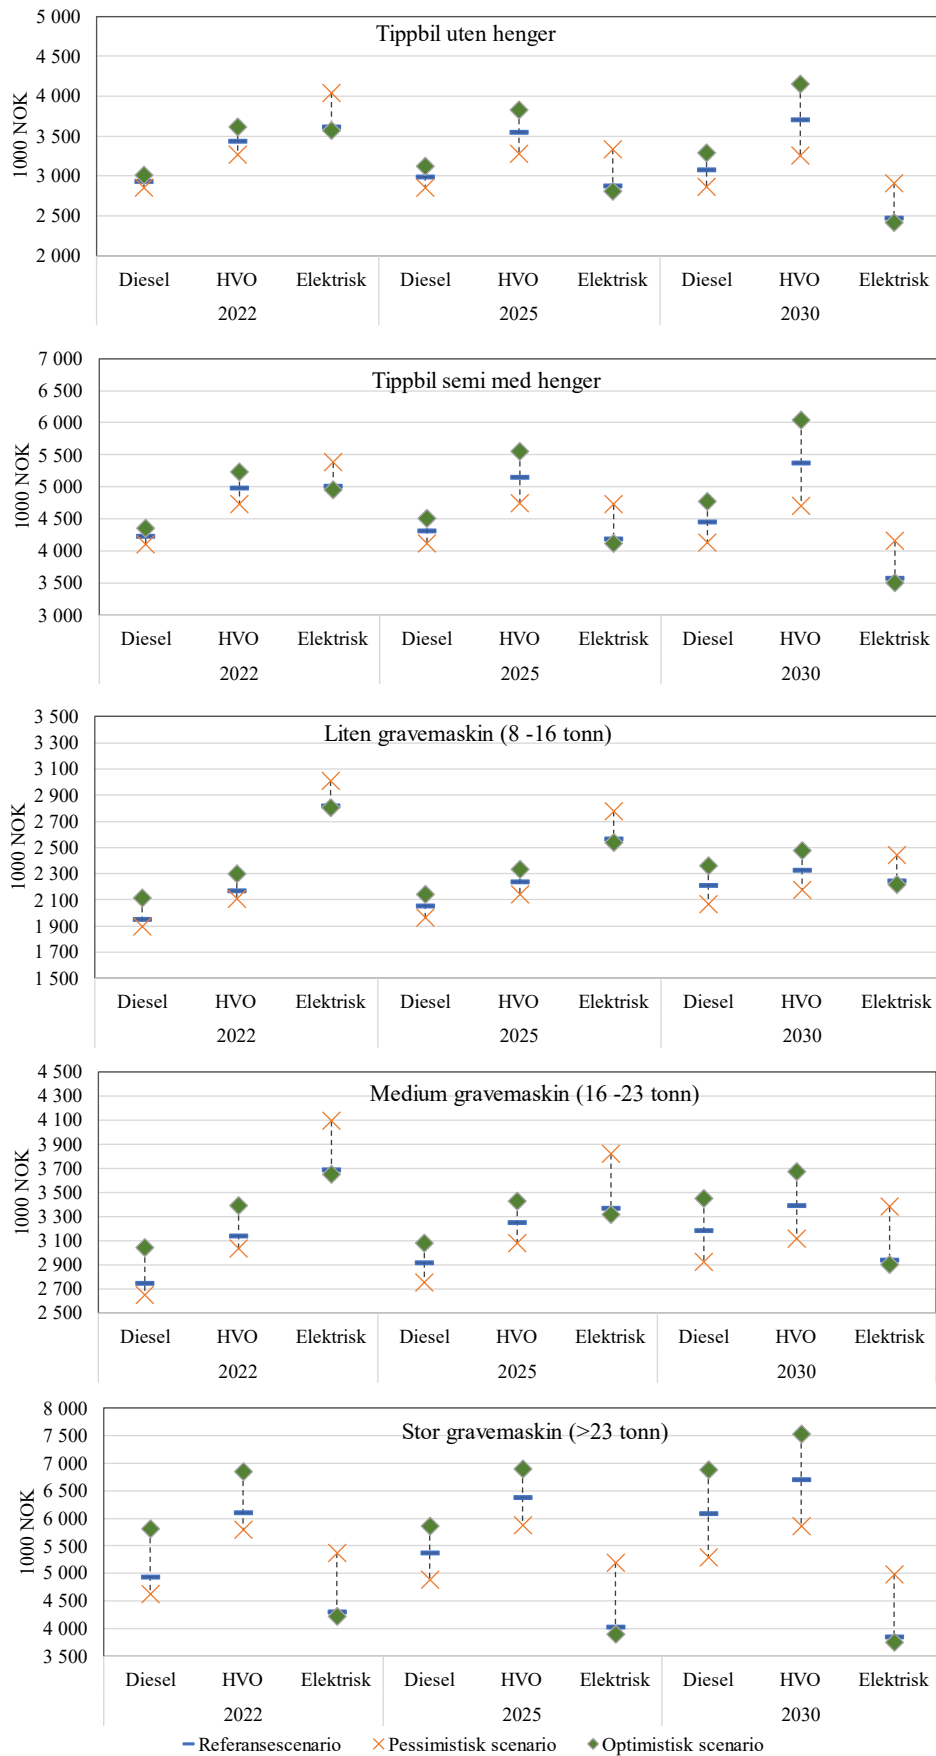 Tippbil uten henger
1000 NOK
5 000
4 500
4 000
3 500
3 000
2 500
2 000
Diesel HVO Elektrisk Diesel HVO Elektrisk Diesel HVO Elektrisk
2022 2025 2030
Tippbil semi med henger
1000 NOK
7 000
6 500
6 000
5 500
5 000
4 500
4 000
3 500
3 000
Diesel HVO Elektrisk Diesel HVO Elektrisk Diesel HVO Elektrisk
2022 2025 2030
Liten gravemaskin (8 -16 tonn)
1000 NOK
3 500
3 300
3 100
2 900
2 700
2 500
2 300
2 100
1 900
1 700
1 500
Diesel HVO Elektrisk Diesel HVO Elektrisk Diesel HVO Elektrisk
2022 2025 2030
Medium gravemaskin (16 -23 tonn)
1000 NOK
4 500
4 300
4 100
3 900
3 700
3 500
3 300
3 100
2 900
2 700
2 500
Diesel HVO Elektrisk Diesel HVO Elektrisk Diesel HVO Elektrisk
2022 2025 2030
Stor gravemaskin (>23 tonn)
1000 NOK
8 000
7 500
7 000
6 500
6 000
5 500
5 000
4 500
4 000
3 500
Diesel HVO Elektrisk Diesel HVO Elektrisk Diesel HVO Elektrisk
2022 2025 2030
Referansescenario Pessimistisk scenario Optimistisk scenario